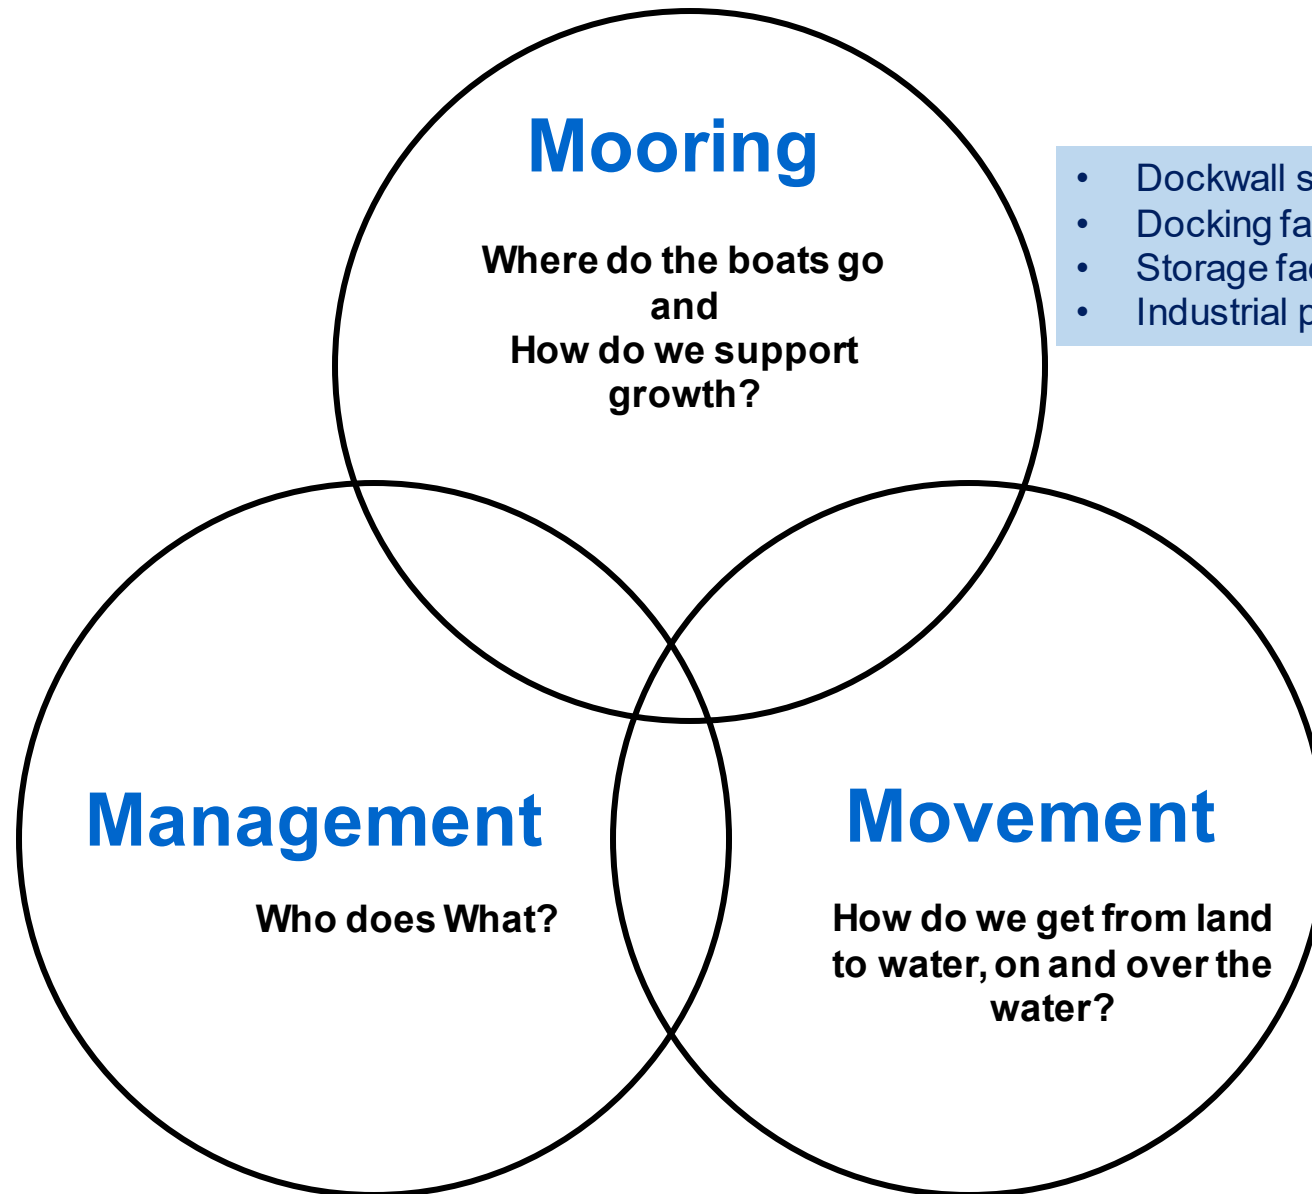 Mooring
Where do the boats go
and
How do we support
growth?
• Dockwall
• Docking
• Storage
• Industrial
Management
Who does What?
Movement
How do we get from land
to water, on and over the
water?